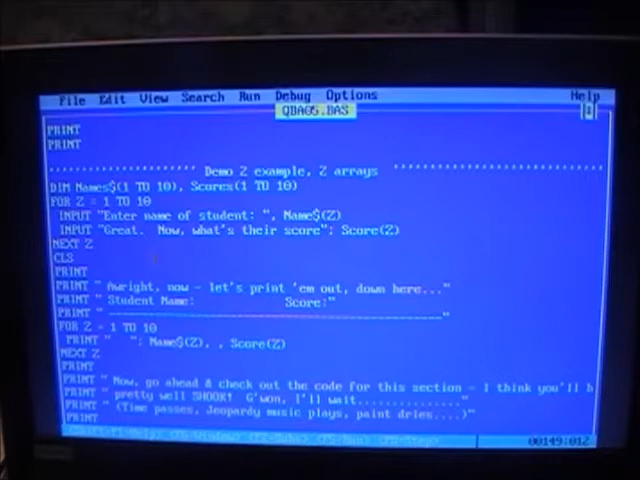 File Edit View Search Run Debug Options Help
QBA05.BAS
PRINT
PRINT
Demo Z example, Z arrays
DIM Names$(1 TO 10), Scores(1 TO 10)
FOR Z = 1 TO 10
INPUT "Enter name of student: ", Name$(Z)
INPUT "Great. Now, what's their score"; Score(Z)
NEXT Z
CLS
PRINT
PRINT " Awright, now - let's print 'em out, down here..."
PRINT " Student Name: Score:"
PRINT " ------------------------------------------------"
FOR Z = 1 TO 10
PRINT " "; Name$(Z), , Score(Z)
NEXT Z
PRINT
PRINT " Now, go ahead & check out the code for this section - I think you'll b
PRINT " pretty well SHOOK! G'won, I'll wait..............."
PRINT " (Time passes, Jeopardy music plays, paint dries....)"
PRINT
00149:012